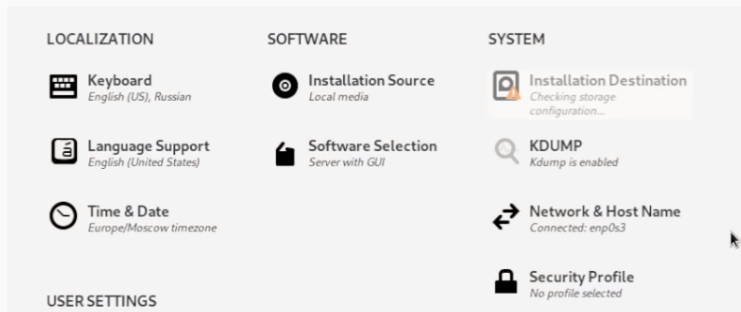 LOCALIZATION
Keyboard
English (US), Russian
Language Support
English (United States)
Time & Date
Europe/Moscow timezone
USER SETTINGS
SOFTWARE
Installation Source
Local media
Software Selection
Server with GUI
SYSTEM
Installation Destination
Checking storage
configuration...
KDUMP
Kdump is enabled
Network & Host Name
Connected: enp0s3
Security Profile
No profile selected